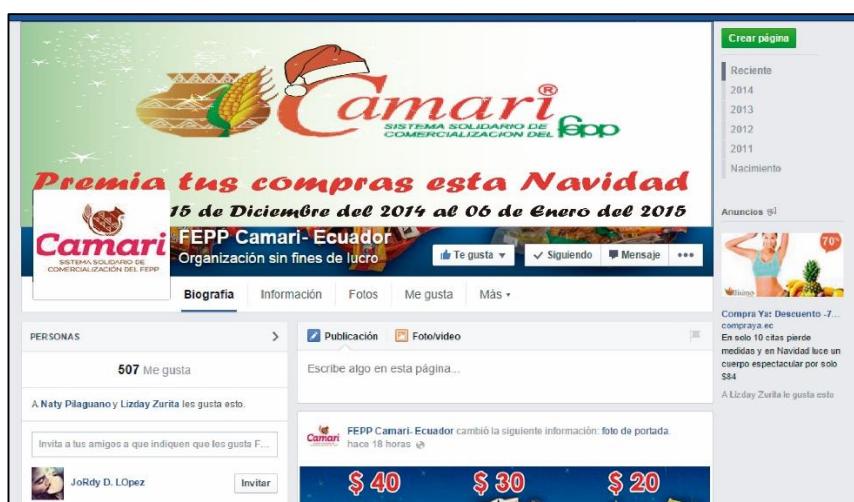 Camari®
SISTEMA SOLIDARIO DE
COMERCIALIZACIÓN DEL fepp
Premia tus compras esta Navidad
15 de Diciembre del 2014 al 06 de Enero del 2015
Camari
SISTEMA SOLIDARIO DE
COMERCIALIZACIÓN DEL FEPP
FEPP Camari- Ecuador
Organización sin fines de lucro
Te gusta
Siguiendo
Mensaje
Biografía Información Fotos Me gusta Más
PERSONAS
507 Me gusta
A Naty Pilaguano y Lizday Zurita les gusta esto.
Invita a tus amigos a que indiquen que les gusta F...
JoRdy D. LOpez
Invitar
Publicación Foto/video
Escribe algo en esta página...
Camari
FEPP Camari- Ecuador cambió la siguiente información: foto de portada.
hace 18 horas
$ 40 $ 30 $ 20
Crear página
Reciente
2014
2013
2012
2011
Nacimiento
Anuncios
70%
Compra Ya: Descuento -7...
compraya.ec
En solo 10 citas pierde
medidas y en Navidad luce un
cuerpo espectacular por solo
$84
A Lizday Zurita le gusta esto